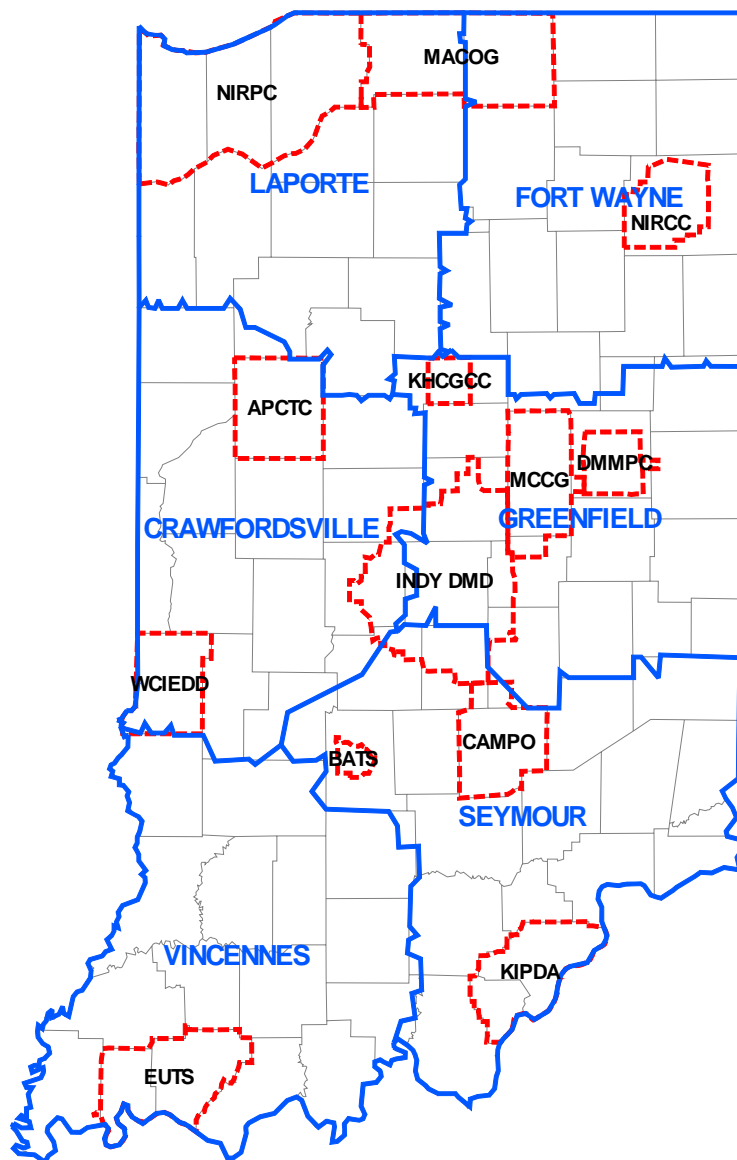 MACOG
NIRPC
LAPORTE
FORT WAYNE
NIRCC
KHCGCC
APCTC
DMMPC
MCCG
GREENFIELD
CRAWFORDSVILLE
INDY DMD
WCIEDD
CAMPO
BATS
SEYMOUR
VINCENNES
KIPDA
EUTS